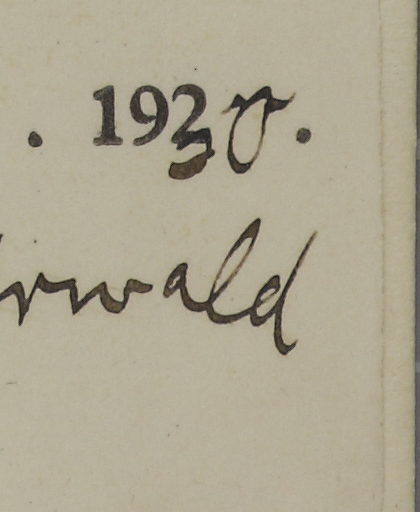 . 1930.
rwald